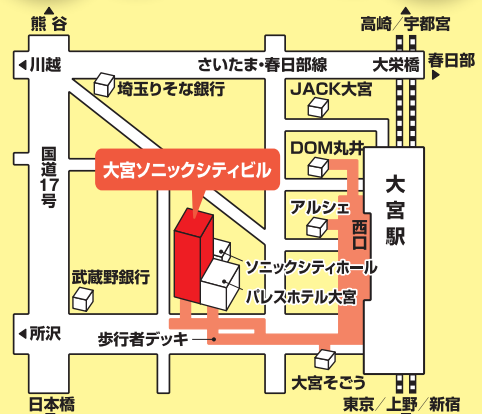 熊谷
高崎／宇都宮
川越
さいたま・春日部線
大栄橋
春日部
埼玉りそな銀行
JACK大宮
国道17号
DOM丸井
大宮ソニックシティビル
大宮駅
アルシェ
西口
ソニックシティホール
パレスホテル大宮
武蔵野銀行
所沢
歩行者デッキ
大宮そごう
日本橋
東京／上野／新宿